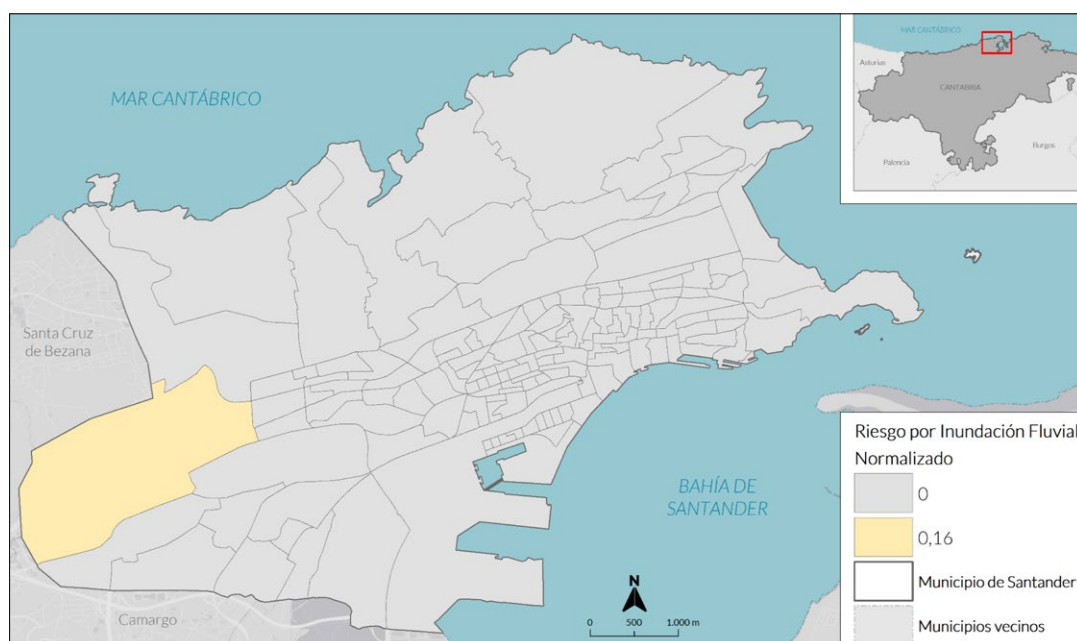 MAR CANTÁBRICO
MAR CANTÁBRICO
Asturias
CANTABRIA
Palencia
Burgos
Santa Cruz
de Bezana
BAHÍA DE
SANTANDER
Camargo
N
0 500 1.000 m
Riesgo por Inundación Fluvial
Normalizado
0
0,16
Municipio de Santander
Municipios vecinos